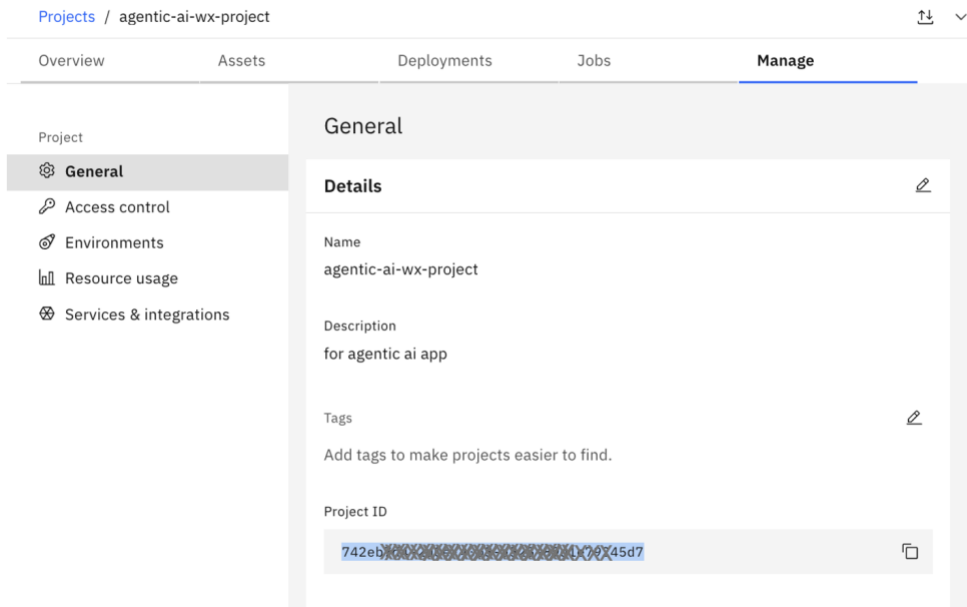 Projects / agentic-ai-wx-project
Overview Assets Deployments Jobs Manage
Project
General
Access control
Environments
Resource usage
Services & integrations
General
Details
Name
agentic-ai-wx-project
Description
for agentic ai app
Tags
Add tags to make projects easier to find.
Project ID